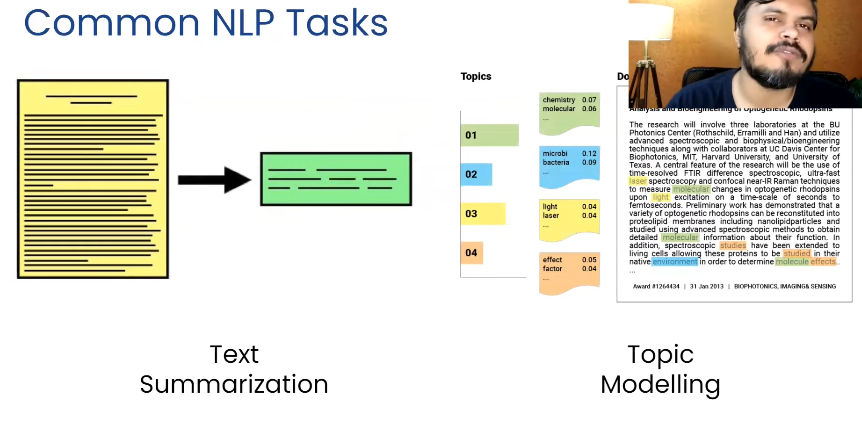 Common NLP Tasks
Topics
01
02
03
04
chemistry 0.07
molecular 0.06
...
microbi 0.12
bacteria 0.09
light 0.04
laser 0.04
...
effect 0.05
factor 0.04
...
Do
Analysis and Bioengineering of Optogenetic Rhodopsins
The research will involve three laboratories at the BU
Photonics Center (Rothschild, Erramilli and Han) and utilize
advanced spectroscopic and biophysical/bioengineering
techniques along with collaborators at UC Davis Center for
Biophotonics, MIT, Harvard University, and University of
Texas. A central feature of the research will be the use of
time-resolved FTIR difference spectroscopic, ultra-fast
laser spectroscopy and confocal near-IR Raman techniques
to measure molecular changes in optogenetic rhodopsins
upon light excitation on a time-scale of seconds to
femtoseconds. Preliminary work has demonstrated that a
variety of optogenetic rhodopsins can be reconstituted into
proteolipid membranes including nanolipidparticles and
studied using advanced spectroscopic methods to obtain
detailed molecular information about their function. In
addition, spectroscopic studies have been extended to
living cells allowing these proteins to be studied in their
native environment in order to determine molecule effects..
...
Award #1264434 | 31 Jan 2013 | BIOPHOTONICS, IMAGING& SENSING
Text
Summarization
Topic
Modelling